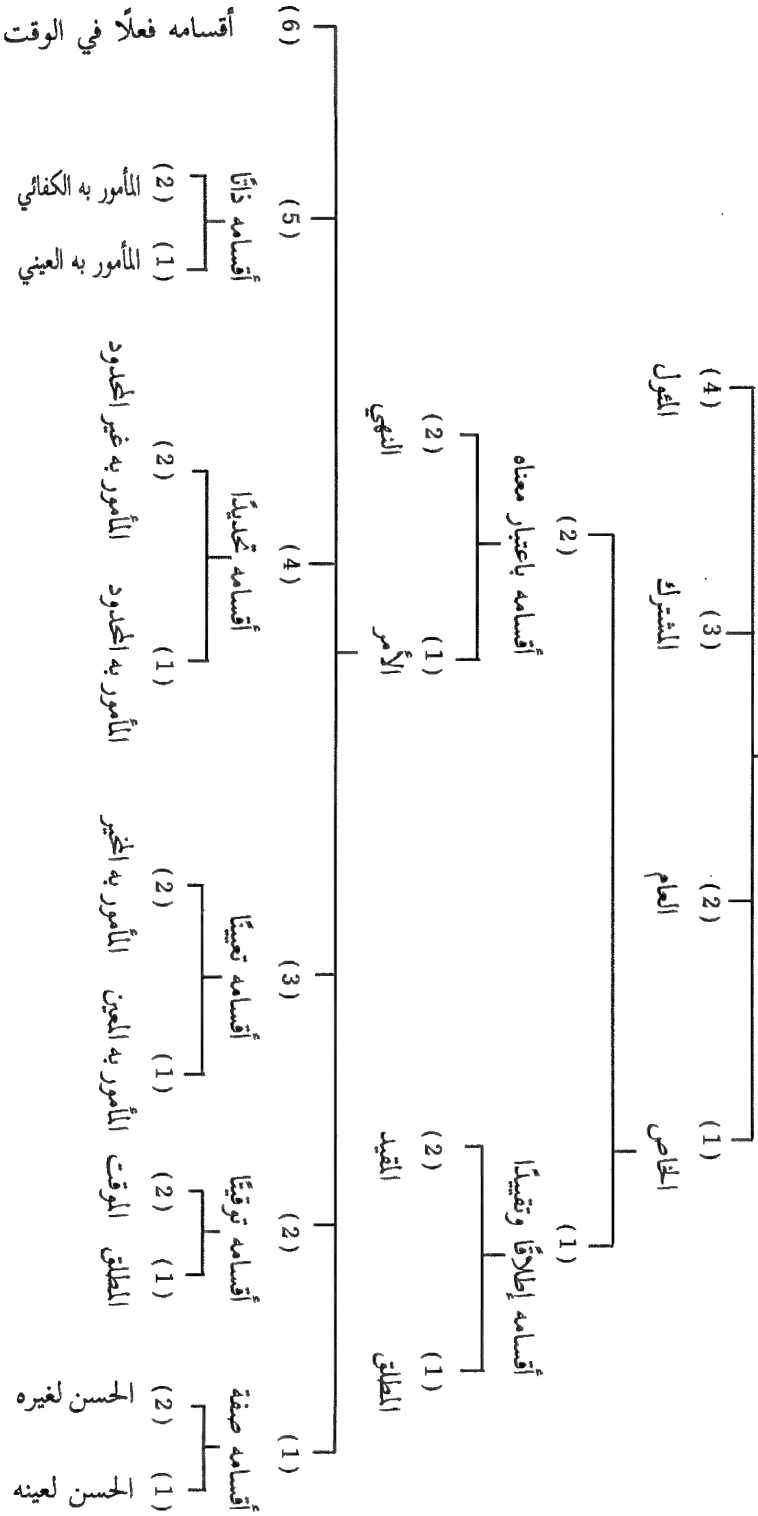 (1)
الخاص
(2)
العام
(3)
المشترك
(4)
المئول
(1)
أقسامه إطلاقًا وتقييدًا
(1)
المطلق
(2)
المقيد
(2)
أقسامه باعتبار معناه
(1)
الأمر
(2)
النهي
(1)
أقسامه صفة
(1) الحسن لعينه
(2) الحسن لغيره
(2)
أقسامه توقيتًا
(1) المطلق
(2) الموقت
(3)
أقسامه تعيينًا
(1)
المأمور به المعين
(2)
المأمور به المخير
(4)
أقسامه تحديدًا
(1)
المأمور به المحدود
(2)
المأمور به غير المحدود
(5)
أقسامه ذاتًا
(1) المأمور به العيني
(2) المأمور به الكفائي
(6)
أقسامه فعلًا في الوقت